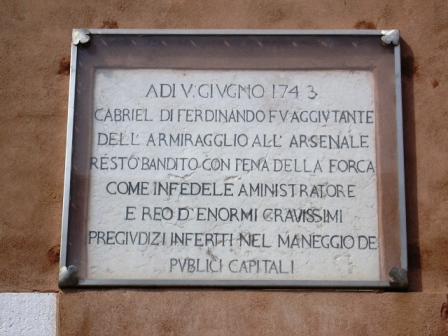 ADI V. GIVGNO 1743
GABRIEL DI FERDINANDO FV AGGIVTANTE
DELL' ARMIRAGGLIO ALL' ARSENALE
RESTÒ BANDITO CON PENA DELLA FORCA
COME INFEDELE AMINISTRATORE
E REO D'ENORMI GRAVISSIMI
PREGIVDIZI INFERITI NEL MANEGGIO DE
PVBLICI CAPITALI